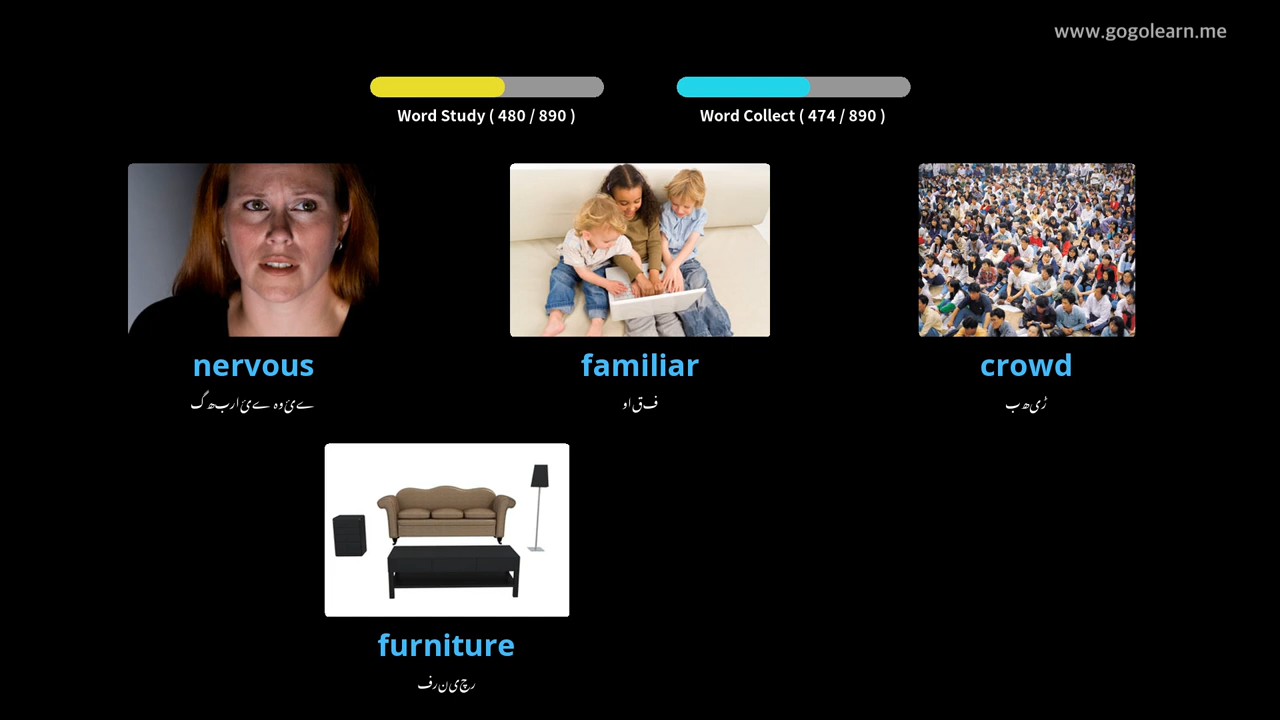 www.gogolearn.me
Word Study ( 480 / 890 )
Word Collect ( 474 / 890 )
nervous
گھبرائے ہوئے
familiar
واقف
crowd
بھیڑ
furniture
فرنیچر